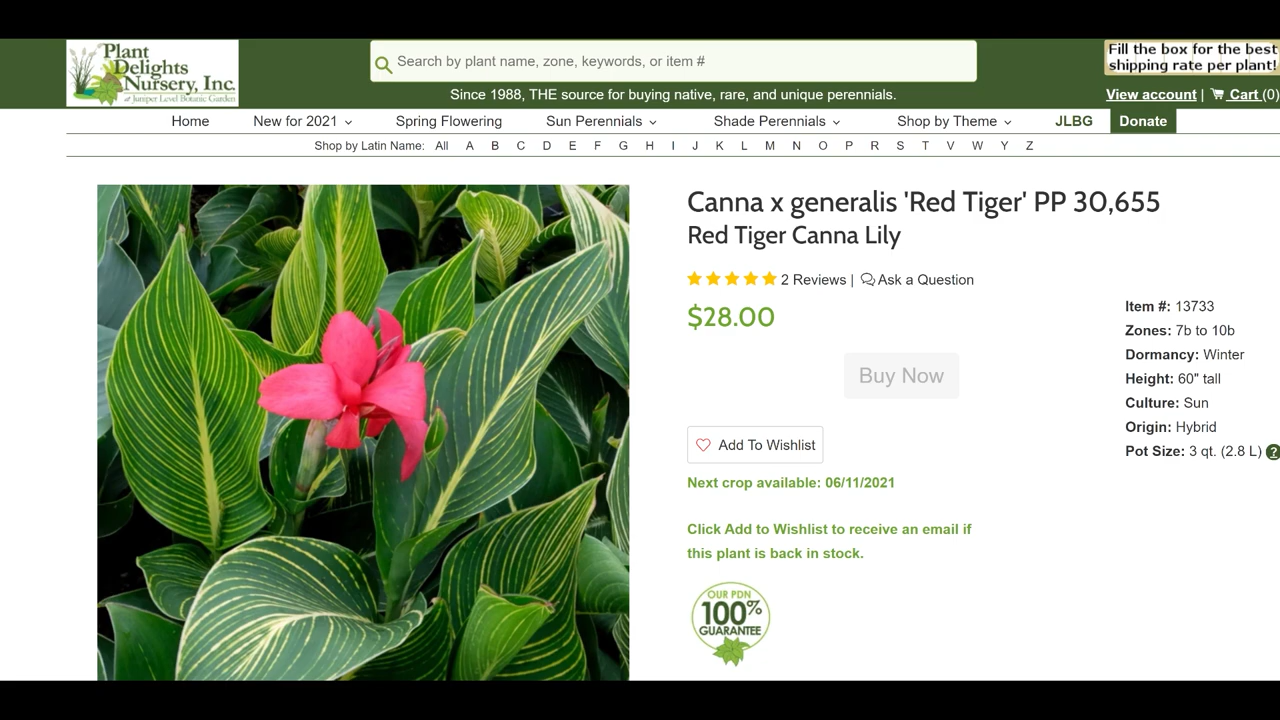 Plant
Delights
Nursery, Inc.
at Juniper Level Botanic Garden
Search by plant name, zone, keywords, or item #
Since 1988, THE source for buying native, rare, and unique perennials.
Fill the box for the best
shipping rate per plant!
View account | Cart (0)
Home New for 2021 Spring Flowering Sun Perennials Shade Perennials Shop by Theme JLBG Donate
Shop by Latin Name: All A B C D E F G H I J K L M N O P R S T V W Y Z
Canna x generalis 'Red Tiger' PP 30,655
Red Tiger Canna Lily
2 Reviews | Ask a Question
$28.00
Buy Now
Add To Wishlist
Next crop available: 06/11/2021
Click Add to Wishlist to receive an email if
this plant is back in stock.
OUR PDN
100%
GUARANTEE
Item #: 13733
Zones: 7b to 10b
Dormancy: Winter
Height: 60" tall
Culture: Sun
Origin: Hybrid
Pot Size: 3 qt. (2.8 L) ?